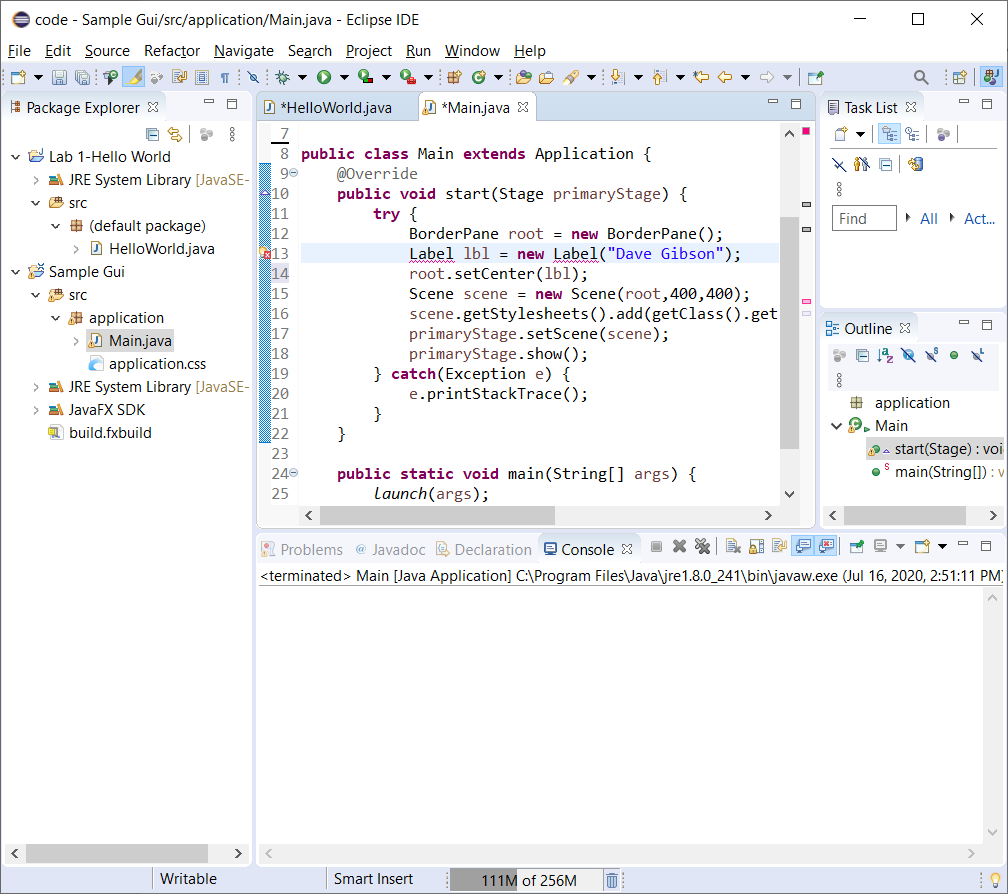 code - Sample Gui/src/application/Main.java - Eclipse IDE
File Edit Source Refactor Navigate Search Project Run Window Help
Package Explorer
Lab 1-Hello World
JRE System Library [JavaSE-
src
(default package)
HelloWorld.java
Sample Gui
src
application
Main.java
application.css
JRE System Library [JavaSE-
JavaFX SDK
build.fxbuild
*HelloWorld.java *Main.java
7
8 public class Main extends Application {
9 @Override
10 public void start(Stage primaryStage) {
11 try {
12 BorderPane root = new BorderPane();
13 Label lbl = new Label("Dave Gibson");
14 root.setCenter(lbl);
15 Scene scene = new Scene(root,400,400);
16 scene.getStylesheets().add(getClass().get
17 primaryStage.setScene(scene);
18 primaryStage.show();
19 } catch(Exception e) {
20 e.printStackTrace();
21 }
22 }
23
24 public static void main(String[] args) {
25 launch(args);
Task List
Find All Act...
Outline
application
Main
start(Stage) : voi
main(String[]) : v
Problems @ Javadoc Declaration Console
<terminated> Main [Java Application] C:\Program Files\Java\jre1.8.0_241\bin\javaw.exe (Jul 16, 2020, 2:51:11 PM)
Writable Smart Insert 111M of 256M